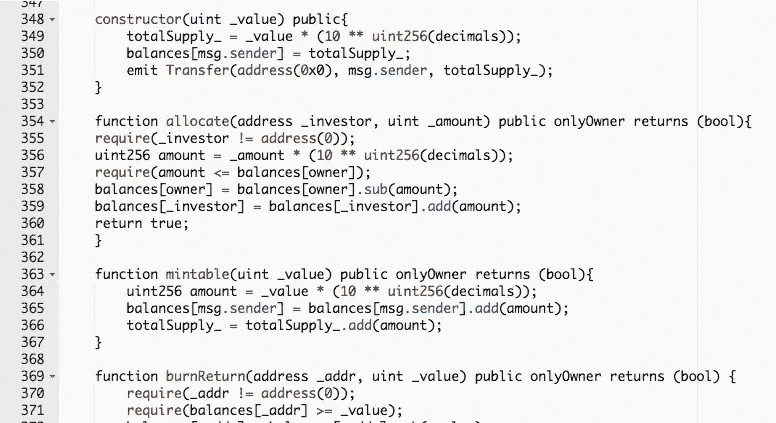 348    constructor(uint _value) public{
349        totalSupply_ = _value * (10 ** uint256(decimals));
350        balances[msg.sender] = totalSupply_;
351        emit Transfer(address(0x0), msg.sender, totalSupply_);
352    }
353
354    function allocate(address _investor, uint _amount) public onlyOwner returns (bool){
355    require(_investor != address(0));
356    uint256 amount = _amount * (10 ** uint256(decimals));
357    require(amount <= balances[owner]);
358    balances[owner] = balances[owner].sub(amount);
359    balances[_investor] = balances[_investor].add(amount);
360    return true;
361    }
362
363    function mintable(uint _value) public onlyOwner returns (bool){
364        uint256 amount = _value * (10 ** uint256(decimals));
365        balances[msg.sender] = balances[msg.sender].add(amount);
366        totalSupply_ = totalSupply_.add(amount);
367    }
368
369    function burnReturn(address _addr, uint _value) public onlyOwner returns (bool) {
370        require(_addr != address(0));
371        require(balances[_addr] >= _value);